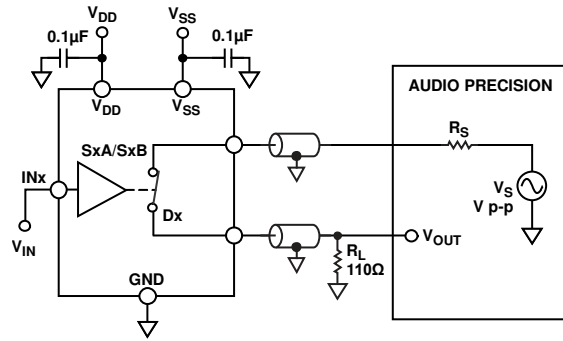 VDD
VSS
0.1µF
0.1µF
VDD
VSS
AUDIO PRECISION
RS
SxA/SxB
INx
VS
V p-p
Dx
VIN
VOUT
RL
110Ω
GND